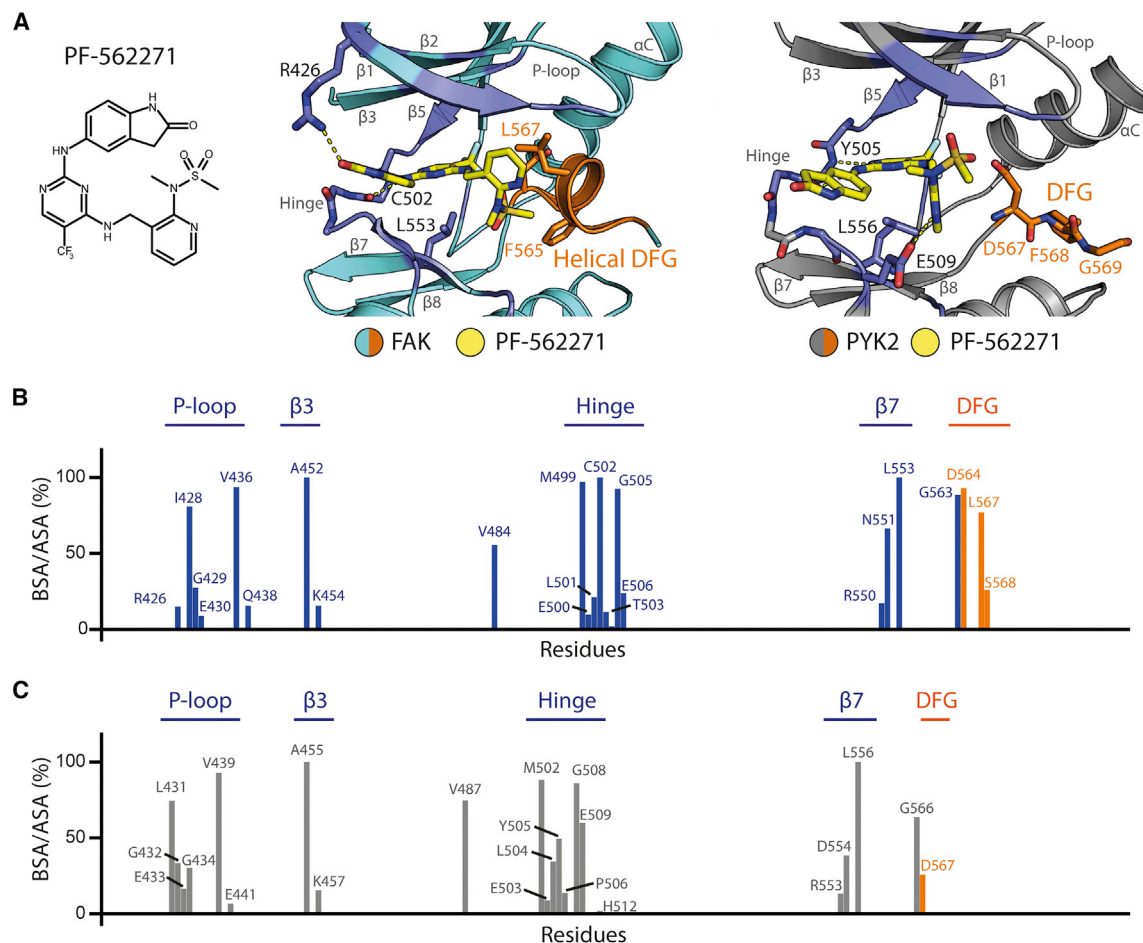 A
PF-562271
H
N
O
HN
O O
S
N
N
N
N
H
N
CF3
R426
β1
β2
β3
β5
P-loop
αC
L567
Hinge
C502
L553
F565
Helical DFG
β7
β8
FAK
PF-562271
β3
β5
P-loop
β1
αC
Y505
Hinge
DFG
L556
D567
F568
E509
G569
β7
β8
PYK2
PF-562271
B
P-loop
β3
Hinge
β7
DFG
BSA/ASA (%)
100
50
0
R426
I428
G429
E430
V436
Q438
A452
K454
V484
M499
E500
L501
C502
T503
G505
E506
R550
N551
L553
G563
D564
L567
S568
Residues
C
P-loop
β3
Hinge
β7
DFG
BSA/ASA (%)
100
50
0
L431
G432
E433
G434
V439
E441
A455
K457
V487
M502
E503
L504
Y505
P506
G508
E509
H512
R553
D554
L556
G566
D567
Residues